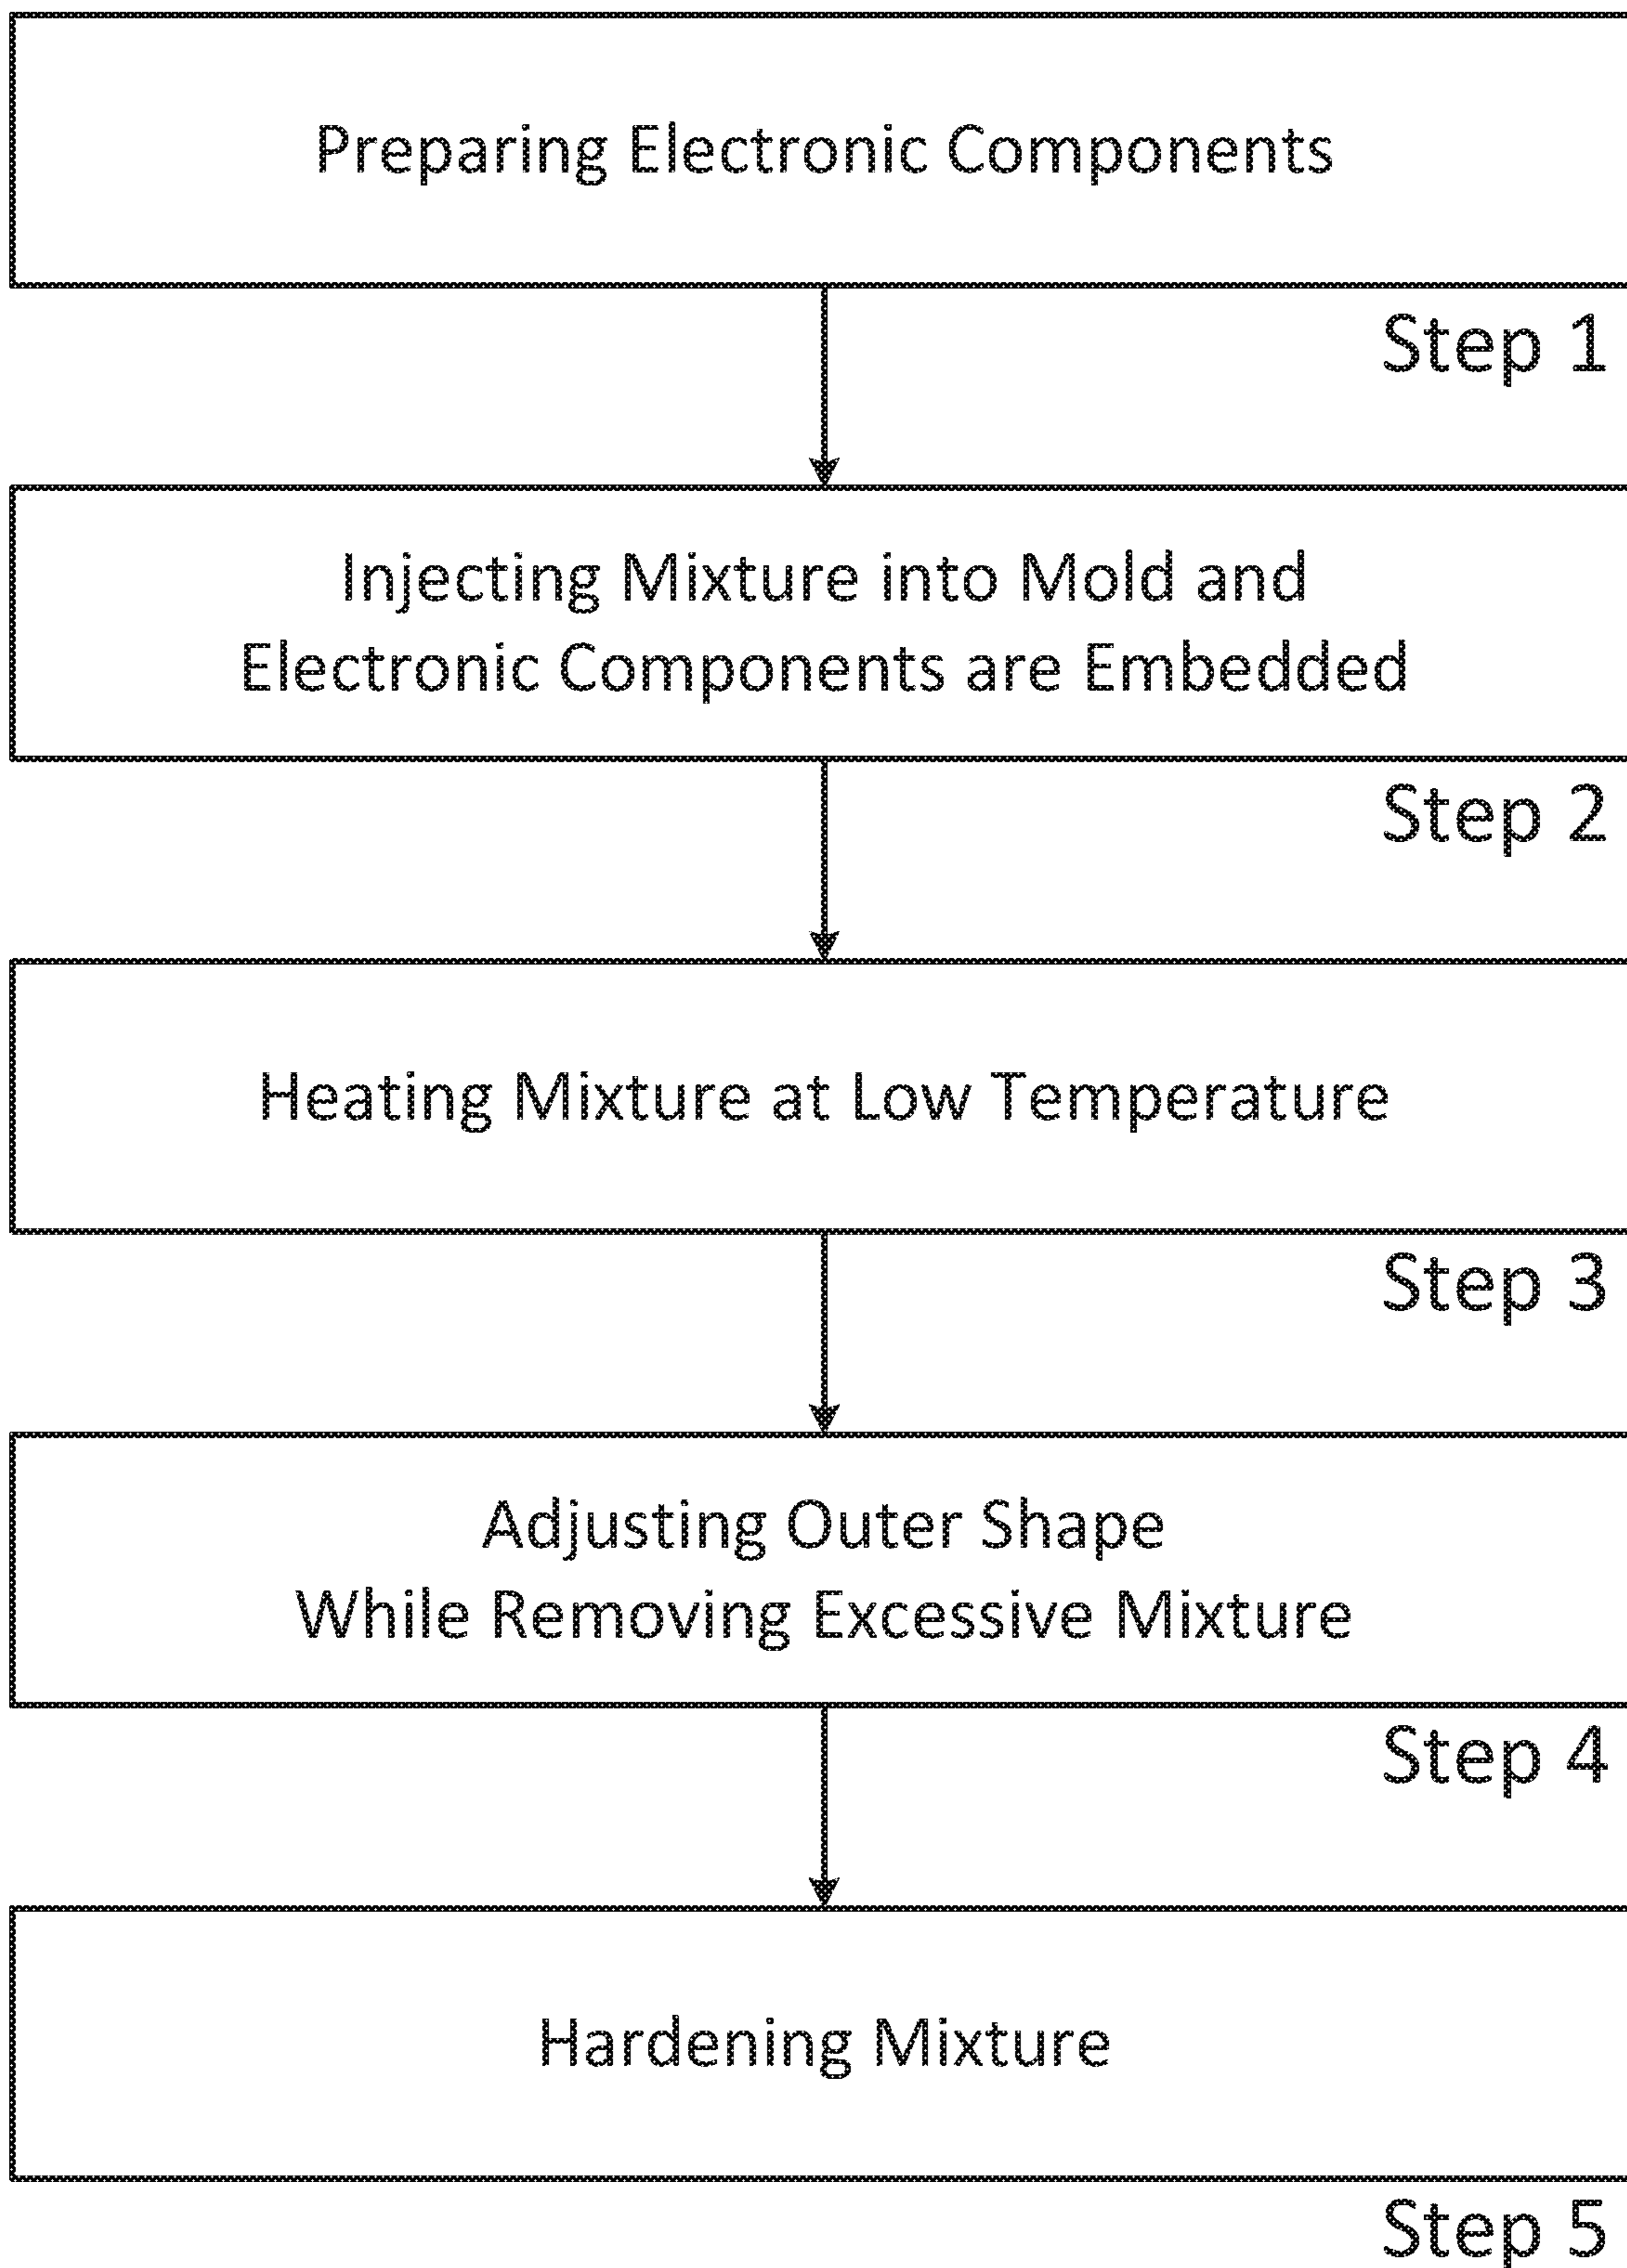 Preparing Electronic Components
Step 1
Injecting Mixture into Mold and
Electronic Components are Embedded
Step 2
Heating Mixture at Low Temperature
Step 3
Adjusting Outer Shape
While Removing Excessive Mixture
Step 4
Hardening Mixture
Step 5